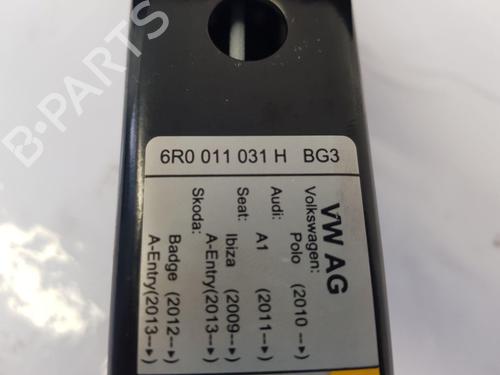 6R0 011 031 H BG3
VW AG
Volkswagen: Polo (2010--▸)
Audi: A1 (2011--▸)
Seat: Ibiza (2009--▸)
A-Entry(2013--▸)
Skoda:
Badge (2012--▸)
A-Entry(2013--▸)
B-PARTS